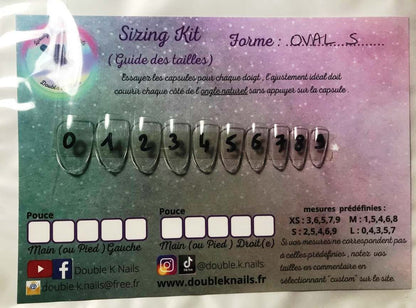 Sizing Kit
Forme : OVAL S
(Guide des tailles)
Essayez les capsules pour chaque doigt , l'ajustement idéal doit
couvrir chaque côté de l'ongle naturel sans appuyer sur la capsule .
0 1 2 3 4 5 6 7 8 9
Pouce
Pouce
Main (ou Pied )Gauche
Main (ou Pied ) Droit(e)
mesures prédéfinies :
XS : 3,6,5,7,9 M : 1,5,4,6,8
S : 2,5,4,6,9 L : 0,4,3,5,7
Si vos mesures ne correspondent pas
a celles prédefinies , notez vos
tailles en commentaire en
sélectionnant "custom" sur le site.
Double K Nails
@double.k.nails.
double.k.nails@free.fr
www.doubleknails.fr